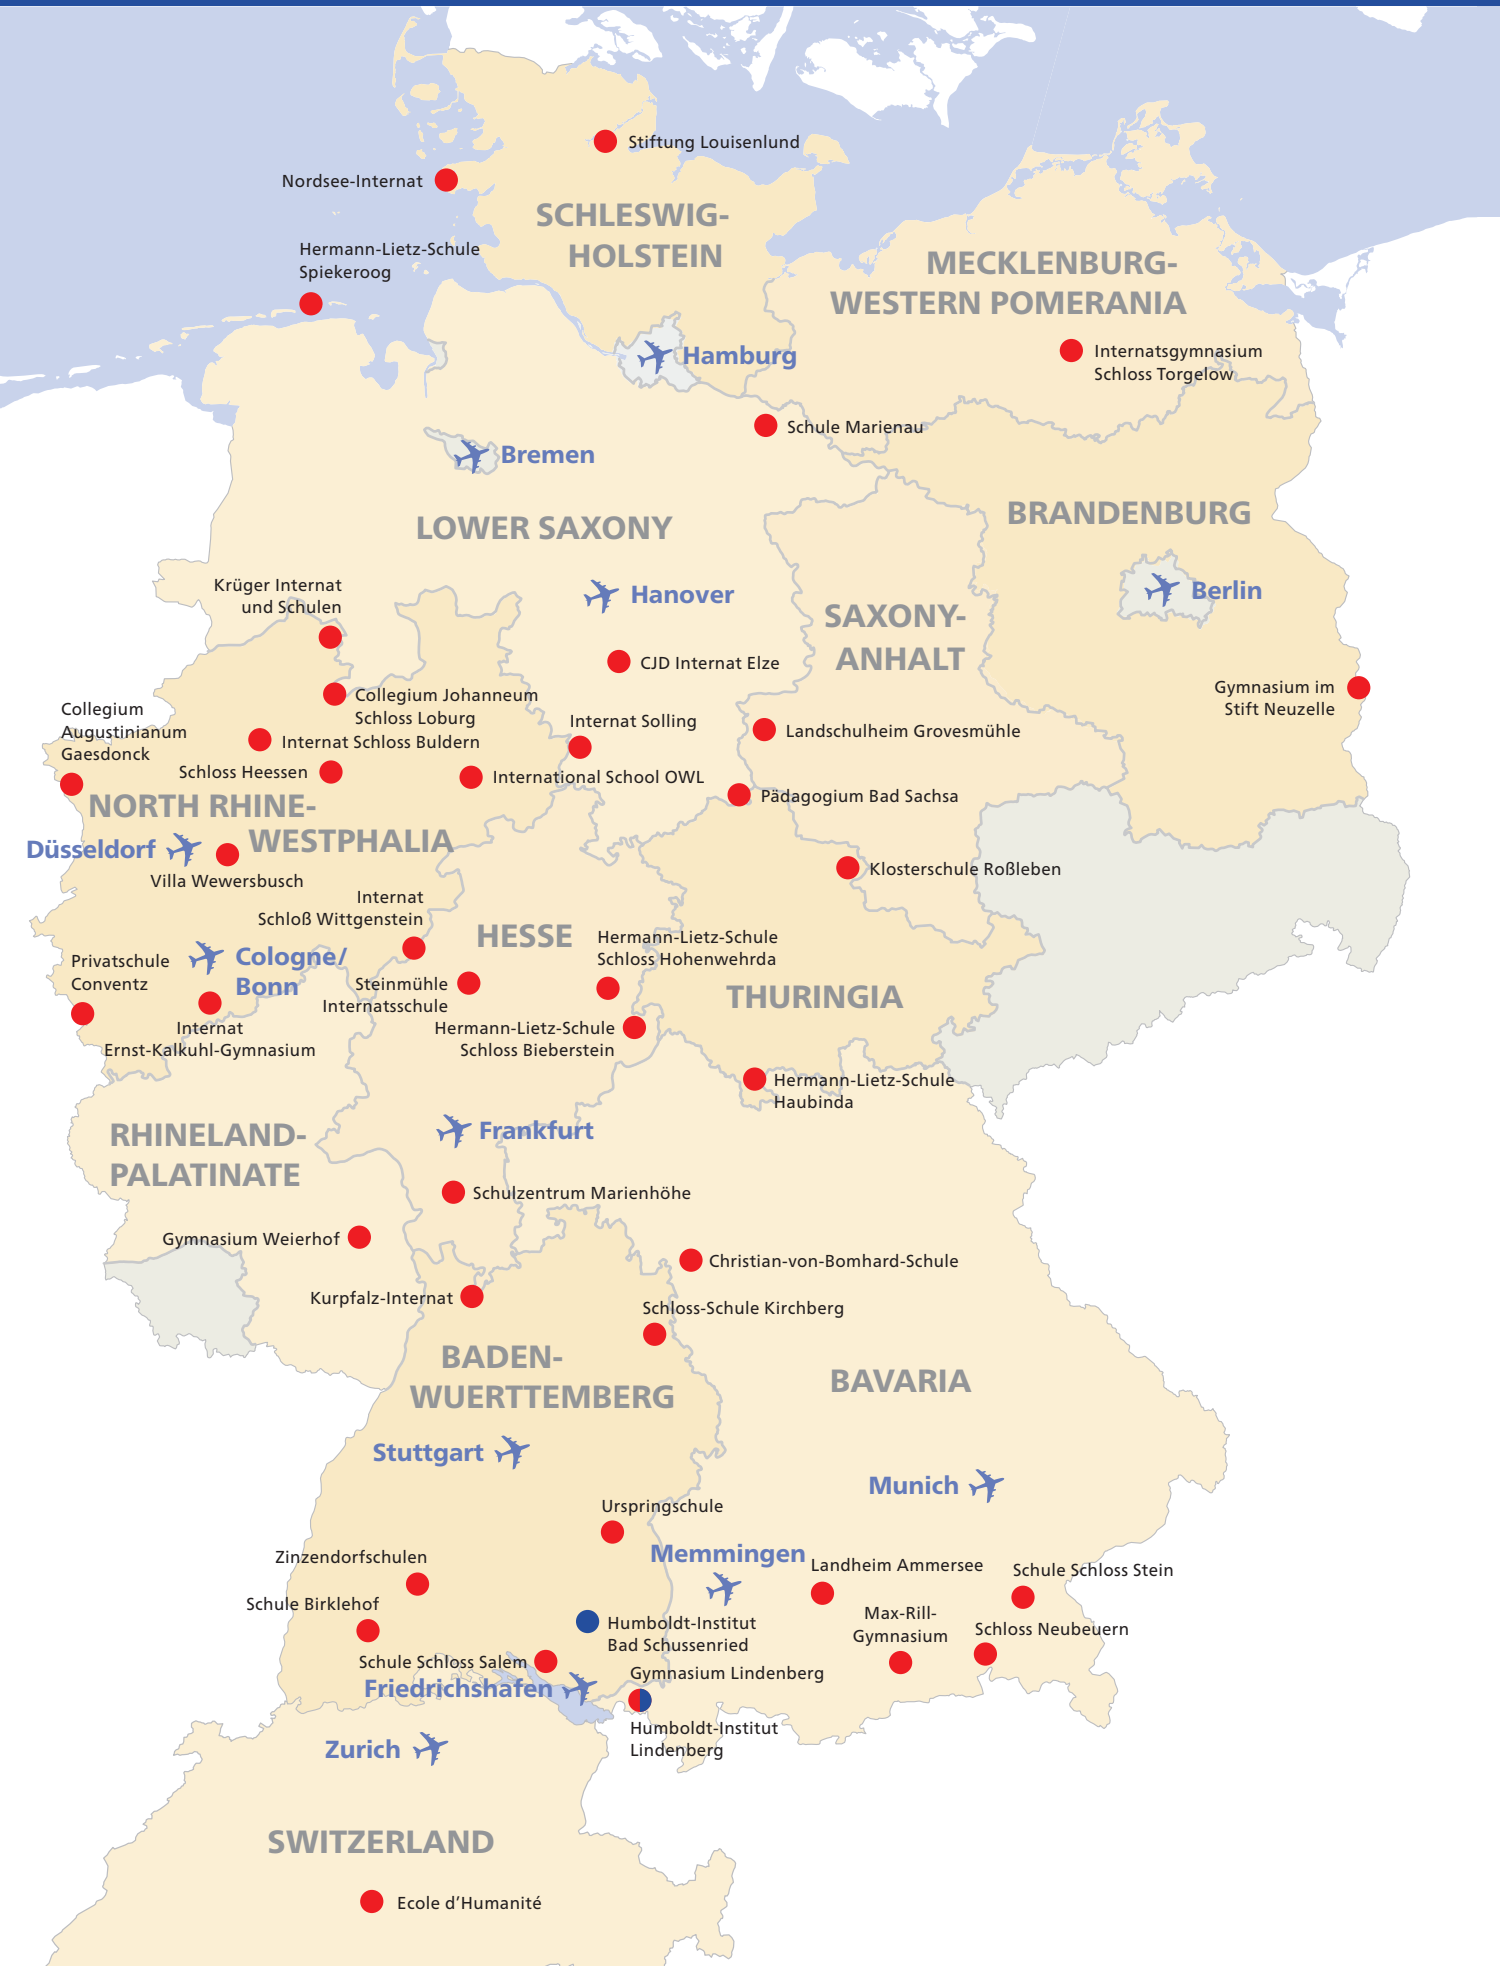 Stiftung Louisenlund
Nordsee-Internat
SCHLESWIG-
HOLSTEIN
Hermann-Lietz-Schule
Spiekeroog
MECKLENBURG-
WESTERN POMERANIA
Hamburg
Internatsgymnasium
Schloss Torgelow
Schule Marienau
Bremen
LOWER SAXONY
BRANDENBURG
Krüger Internat
und Schulen
Hanover
Berlin
SAXONY-
ANHALT
CJD Internat Elze
Gymnasium im
Stift Neuzelle
Collegium Johanneum
Schloss Loburg
Collegium
Augustinianum
Gaesdonck
Internat Solling
Landschulheim Grovesmühle
Internat Schloss Buldern
Schloss Heessen
International School OWL
Pädagogium Bad Sachsa
NORTH RHINE-
WESTPHALIA
Düsseldorf
Villa Wewersbusch
Klosterschule Roßleben
Internat
Schloß Wittgenstein
HESSE
Hermann-Lietz-Schule
Schloss Hohenwehrda
Cologne/
Bonn
Privatschule
Conventz
Steinmühle
Internatsschule
THURINGIA
Internat
Ernst-Kalkuhl-Gymnasium
Hermann-Lietz-Schule
Schloss Bieberstein
Hermann-Lietz-Schule
Haubinda
RHINELAND-
PALATINATE
Frankfurt
Schulzentrum Marienhöhe
Gymnasium Weierhof
Christian-von-Bomhard-Schule
Kurpfalz-Internat
Schloss-Schule Kirchberg
BADEN-
WUERTTEMBERG
BAVARIA
Stuttgart
Munich
Urspringschule
Memmingen
Zinzendorfschulen
Landheim Ammersee
Schule Schloss Stein
Schule Birklehof
Max-Rill-
Gymnasium
Humboldt-Institut
Bad Schussenried
Schloss Neubeuern
Schule Schloss Salem
Gymnasium Lindenberg
Friedrichshafen
Humboldt-Institut
Lindenberg
Zurich
SWITZERLAND
Ecole d’Humanité